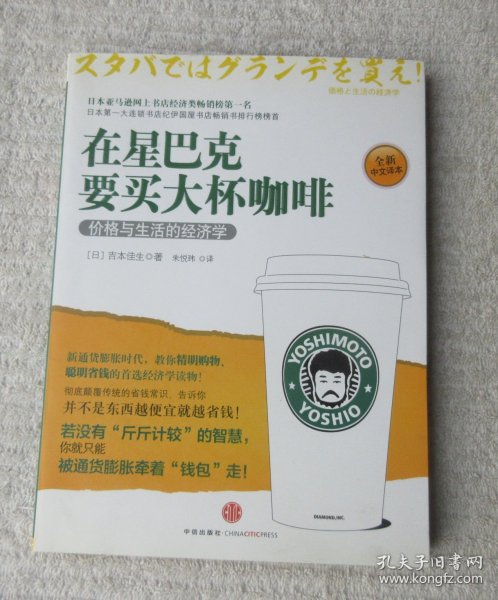 スタバではグランデを買え!
価格と生活の経済学
日本亚马逊网上书店经济类畅销榜第一名
日本第一大连锁书店纪伊国屋书店畅销书排行榜榜首
在星巴克
要买大杯咖啡
全新
中文译本
价格与生活的经济学
[日] 吉本佳生 ◎ 著 朱悦玮 ◎ 译
新通货膨胀时代，教你精明购物、
聪明省钱的首选经济学读物！
彻底颠覆传统的省钱常识，告诉你
并不是东西越便宜就越省钱！
若没有“斤斤计较”的智慧，
你就只能
被通货膨胀牵着“钱包”走！
YOSHIMOTO
YOSHIO
DIAMOND,INC.
中信出版社·CHINACITICPRESS
孔夫子旧书网
www.kongfz.com